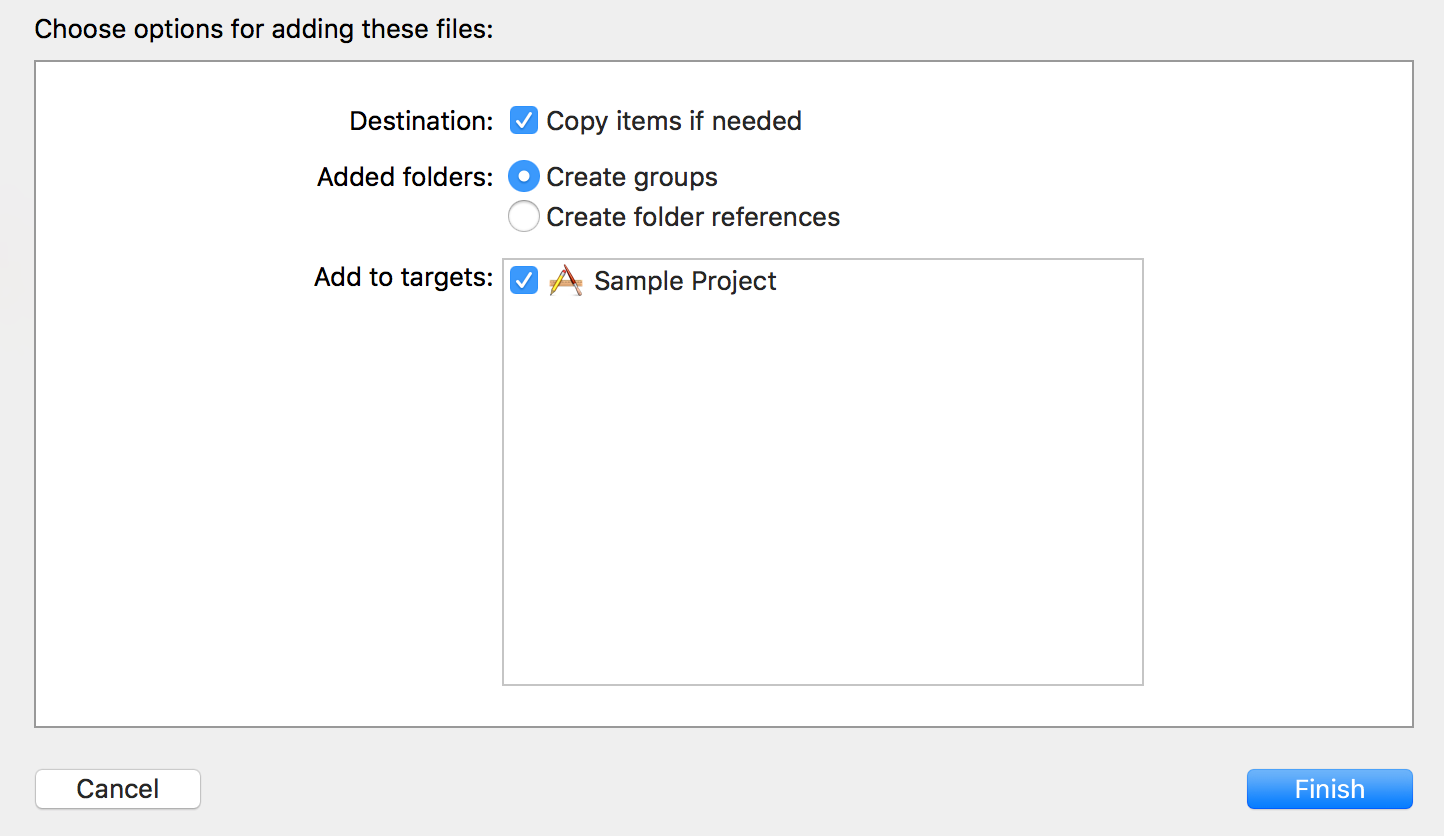 Choose options for adding these files:
Destination: Copy items if needed
Added folders: Create groups
Create folder references
Add to targets: Sample Project
Cancel Finish